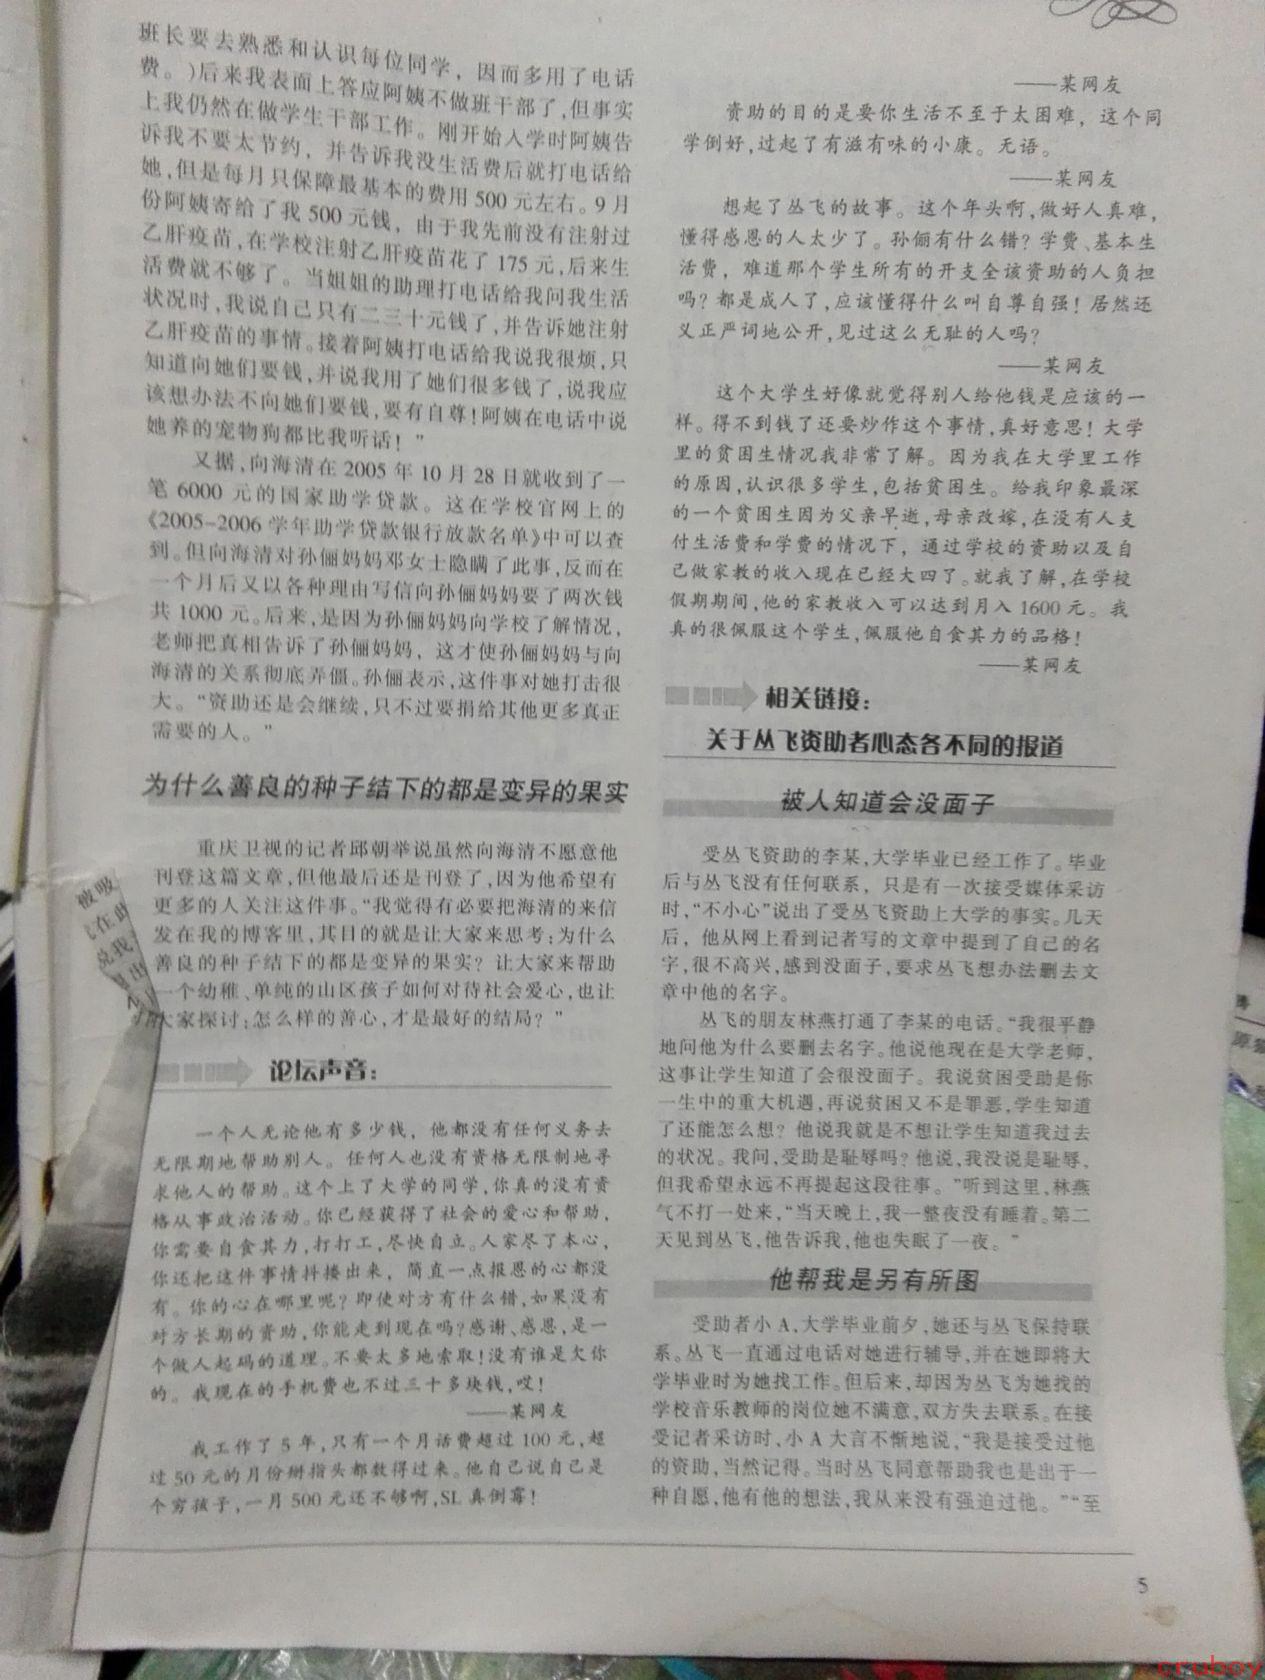 班长要去熟悉和认识每位同学，因而多用了电话
费。)后来我表面上答应阿姨不做班干部了,但事实
上我仍然在做学生干部工作。刚开始入学时阿姨告
诉我不要太节约，并告诉我没生活费后就打电话给
她,但是每月只保障最基本的费用500元左右。9月
份阿姨寄给了我500元钱，由于我先前没有注射过
乙肝疫苗,在学校注射乙肝疫苗花了175元,后来生
活费就不够了。当姐姐的助理打电话给我问我生活
状况时,我说自己只有二三十元钱了,并告诉她注射
乙肝疫苗的事情。接着阿姨打电话给我说我很烦,只
知道向她们要钱,并说我用了她们很多钱了,说我应
该想办法不向她们要钱,要有自尊!阿姨在电话中说
她养的宠物狗都比我听话！”
又据,向海清在2005年10月28日就收到了一
笔6000元的国家助学贷款。这在学校官网上的
《2005-2006学年助学贷款银行放款名单》中可以查
到。但向海清对孙俪妈妈邓女士隐瞒了此事,反而在
一个月后又以各种理由写信向孙俪妈妈要了两次钱
共1000元。后来,是因为孙俪妈妈向学校了解情况,
老师把真相告诉了孙俪妈妈，这才使孙俪妈妈与向
海清的关系彻底弄僵。孙俪表示,这件事对她打击很
大。“资助还是会继续,只不过要捐给其他更多真正
需要的人。”
为什么善良的种子结下的都是变异的果实
重庆卫视的记者邱朝举说虽然向海清不愿意他
刊登这篇文章,但他最后还是刊登了,因为他希望有
更多的人关注这件事。“我觉得有必要把海清的来信
发在我的博客里,其目的就是让大家来思考:为什么
善良的种子结下的都是变异的果实？让大家来帮助
一个幼稚、单纯的山区孩子如何对待社会爱心,也让
大家探讨:怎么样的善心,才是最好的结局？”
论坛声音：
一个人无论他有多少钱，他都没有任何义务去
无限期地帮助别人。任何人也没有资格无限制地寻
求他人的帮助。这个上了大学的同学,你真的没有资
格从事政治活动。你已经获得了社会的爱心和帮助,
你需要自食其力,打打工,尽快自立。人家尽了本心,
你还把这件事情抖搂出来，简直一点报恩的心都没
有。你的心在哪里呢?即使对方有什么错,如果没有
对方长期的资助,你能走到现在吗?感谢、感恩,是一
个做人起码的道理。不要太多地索取!没有谁是欠你
的。我现在的手机费也不过三十多块钱,哎！
——某网友
我工作了5年,只有一个月话费超过100元,超
过50元的月份掰指头都数得过来。他自己说自己是
个穷孩子,一月500元还不够啊,SL真倒霉！
——某网友
资助的目的是要你生活不至于太困难，这个同
学倒好,过起了有滋有味的小康。无语。
——某网友
想起了丛飞的故事。这个年头啊,做好人真难,
懂得感恩的人太少了。孙俪有什么错？学费、基本生
活费，难道那个学生所有的开支全该资助的人负担
吗？都是成人了,应该懂得什么叫自尊自强！居然还
义正严词地公开,见过这么无耻的人吗？
——某网友
这个大学生好像就觉得别人给他钱是应该的一
样。得不到钱了还要炒作这个事情,真好意思！大学
里的贫困生情况我非常了解。因为我在大学里工作
的原因,认识很多学生,包括贫困生。给我印象最深
的一个贫困生因为父亲早逝,母亲改嫁,在没有人支
付生活费和学费的情况下，通过学校的资助以及自
己做家教的收入现在已经大四了。就我了解,在学校
假期期间,他的家教收入可以达到月入1600元。我
真的很佩服这个学生,佩服他自食其力的品格！
——某网友
相关链接：
关于丛飞资助者心态各不同的报道
被人知道会没面子
受丛飞资助的李某,大学毕业已经工作了。毕业
后与丛飞没有任何联系，只是有一次接受媒体采访
时,“不小心”说出了受丛飞资助上大学的事实。几天
后，他从网上看到记者写的文章中提到了自己的名
字,很不高兴,感到没面子,要求丛飞想办法删去文
章中他的名字。
丛飞的朋友林燕打通了李某的电话。“我很平静
地问他为什么要删去名字。他说他现在是大学老师,
这事让学生知道了会很没面子。我说贫困受助是你
一生中的重大机遇,再说贫困又不是罪恶,学生知道
了还能怎么想？他说我就是不想让学生知道我过去
的状况。我问,受助是耻辱吗?他说,我没说是耻辱,
但我希望永远不再提起这段往事。”听到这里,林燕
气不打一处来,“当天晚上,我一整夜没有睡着。第二
天见到丛飞,他告诉我,他也失眠了一夜。”
他帮我是另有所图
受助者小A,大学毕业前夕,她还与丛飞保持联
系。丛飞一直通过电话对她进行辅导,并在她即将大
学毕业时为她找工作。但后来,却因为丛飞为她找的
学校音乐教师的岗位她不满意,双方失去联系。在接
受记者采访时,小A大言不惭地说,“我是接受过他
的资助,当然记得。当时丛飞同意帮助我也是出于一
种自愿,他有他的想法,我从来没有强迫过他。”“至
5
cruboy